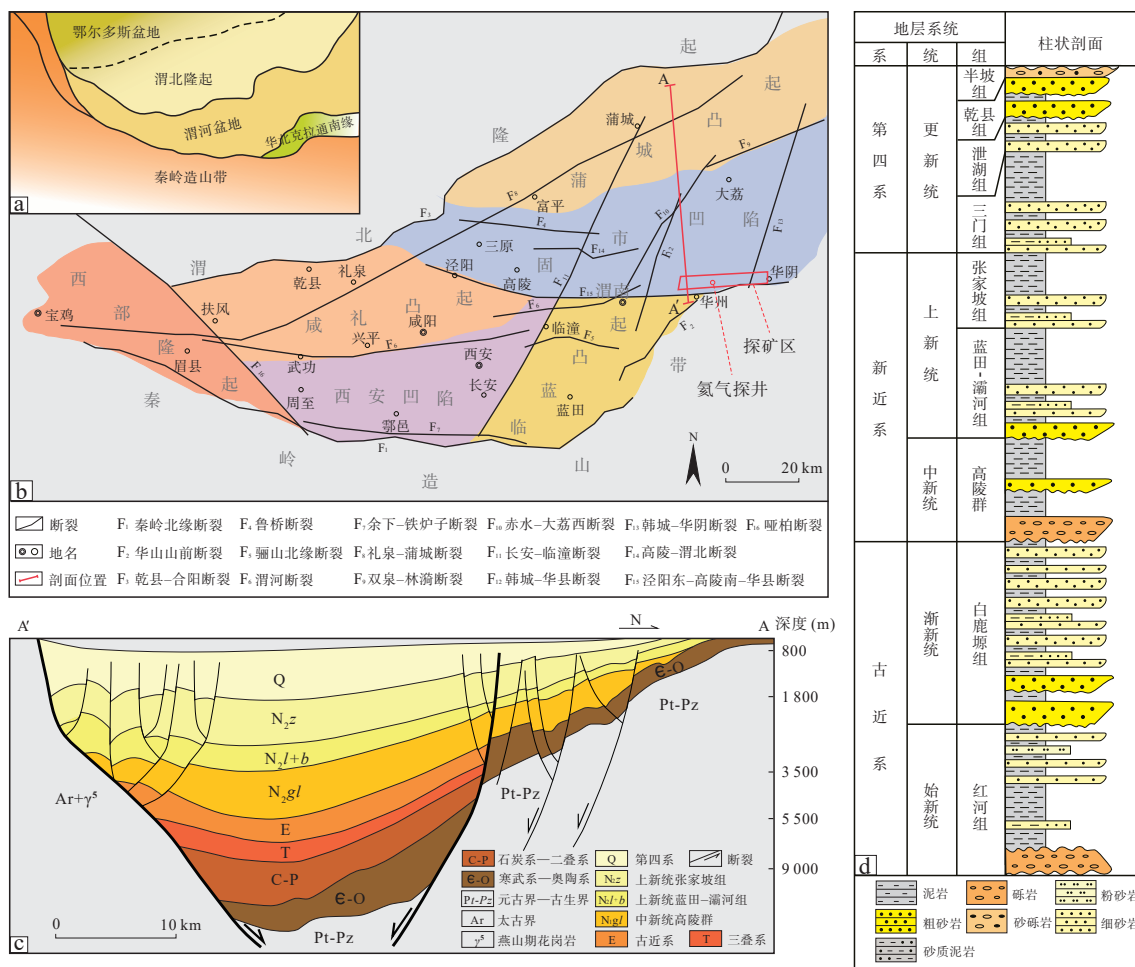 鄂尔多斯盆地
渭北隆起
渭河盆地
华北克拉通南缘
秦岭造山带
a
渭 北 隆 起
西 部 隆 起
咸 礼 凸 起
西 安 凹 陷
蒲 城 凸 起
固 市 凹 陷
临 蓝 凸 起
秦 岭 造 山 带
A
蒲城
大荔
富平
三原
泾阳
高陵
渭南
华阴
华州
A′
礼泉
乾县
扶风
宝鸡
眉县
兴平
咸阳
武功
周至
西安
长安
鄠邑
临潼
蓝田
探矿区
氦气探井
F₁
F₂
F₃
F₄
F₅
F₆
F₆
F₇
F₈
F₉
F₁₀
F₁₁
F₁₂
F₁₃
F₁₄
F₁₅
F₁₆
N
0 20 km
b
断裂 F₁ 秦岭北缘断裂 F₄ 鲁桥断裂 F₇ 余下–铁炉子断裂 F₁₀ 赤水–大荔西断裂 F₁₃ 韩城–华阴断裂 F₁₆ 哑柏断裂
地名 F₂ 华山山前断裂 F₅ 骊山北缘断裂 F₈ 礼泉–蒲城断裂 F₁₁ 长安–临潼断裂 F₁₄ 高陵–渭北断裂
剖面位置 F₃ 乾县–合阳断裂 F₆ 渭河断裂 F₉ 双泉–林漪断裂 F₁₂ 韩城–华县断裂 F₁₅ 泾阳东–高陵南–华县断裂
A′ N A 深度 (m)
800
1 800
3 500
5 500
9 000
Q
N₂z
N₂l+b
N₂gl
E
T
C-P
Є-O
Є-O
Ar+γ⁵
Pt-Pz
Pt-Pz
Pt-Pz
0 10 km
c
C-P 石炭系—二叠系 Q 第四系 断裂
Є-O 寒武系—奥陶系 N₂z 上新统张家坡组
Pt-Pz 元古界—古生界 N₂l+b 上新统蓝田–灞河组
Ar 太古界 N₁gl 中新统高陵群
γ⁵ 燕山期花岗岩 E 古近系 T 三叠系
地层系统 柱状剖面
系 统 组
第四系
更新统
半坡组
乾县组
泄湖组
三门组
新近系
上新统
张家坡组
蓝田-灞河组
中新统
高陵群
古近系
渐新统
白鹿塬组
始新统
红河组
d
泥岩 砾岩 粉砂岩
粗砂岩 砂砾岩 细砂岩
砂质泥岩